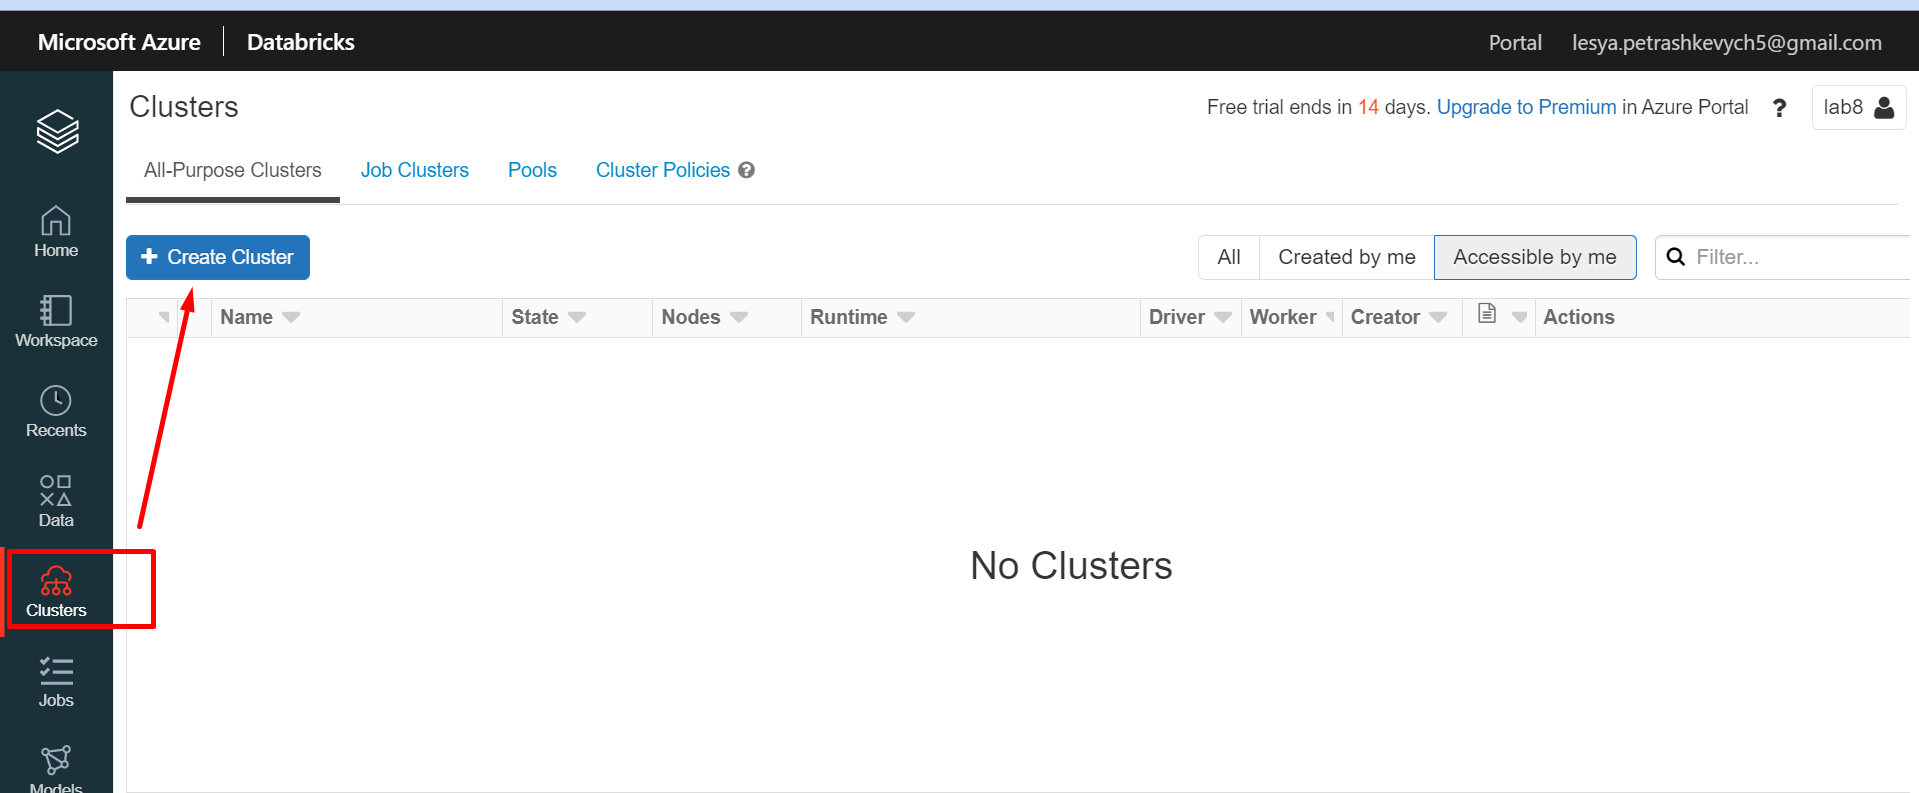 Microsoft Azure Databricks Portal lesya.petrashkevych5@gmail.com
Clusters Free trial ends in 14 days. Upgrade to Premium in Azure Portal ? lab8
All-Purpose Clusters Job Clusters Pools Cluster Policies ?
Home
+ Create Cluster All Created by me Accessible by me Filter...
Name State Nodes Runtime Driver Worker Creator Actions
Workspace
Recents
Data
No Clusters
Clusters
Jobs
Models